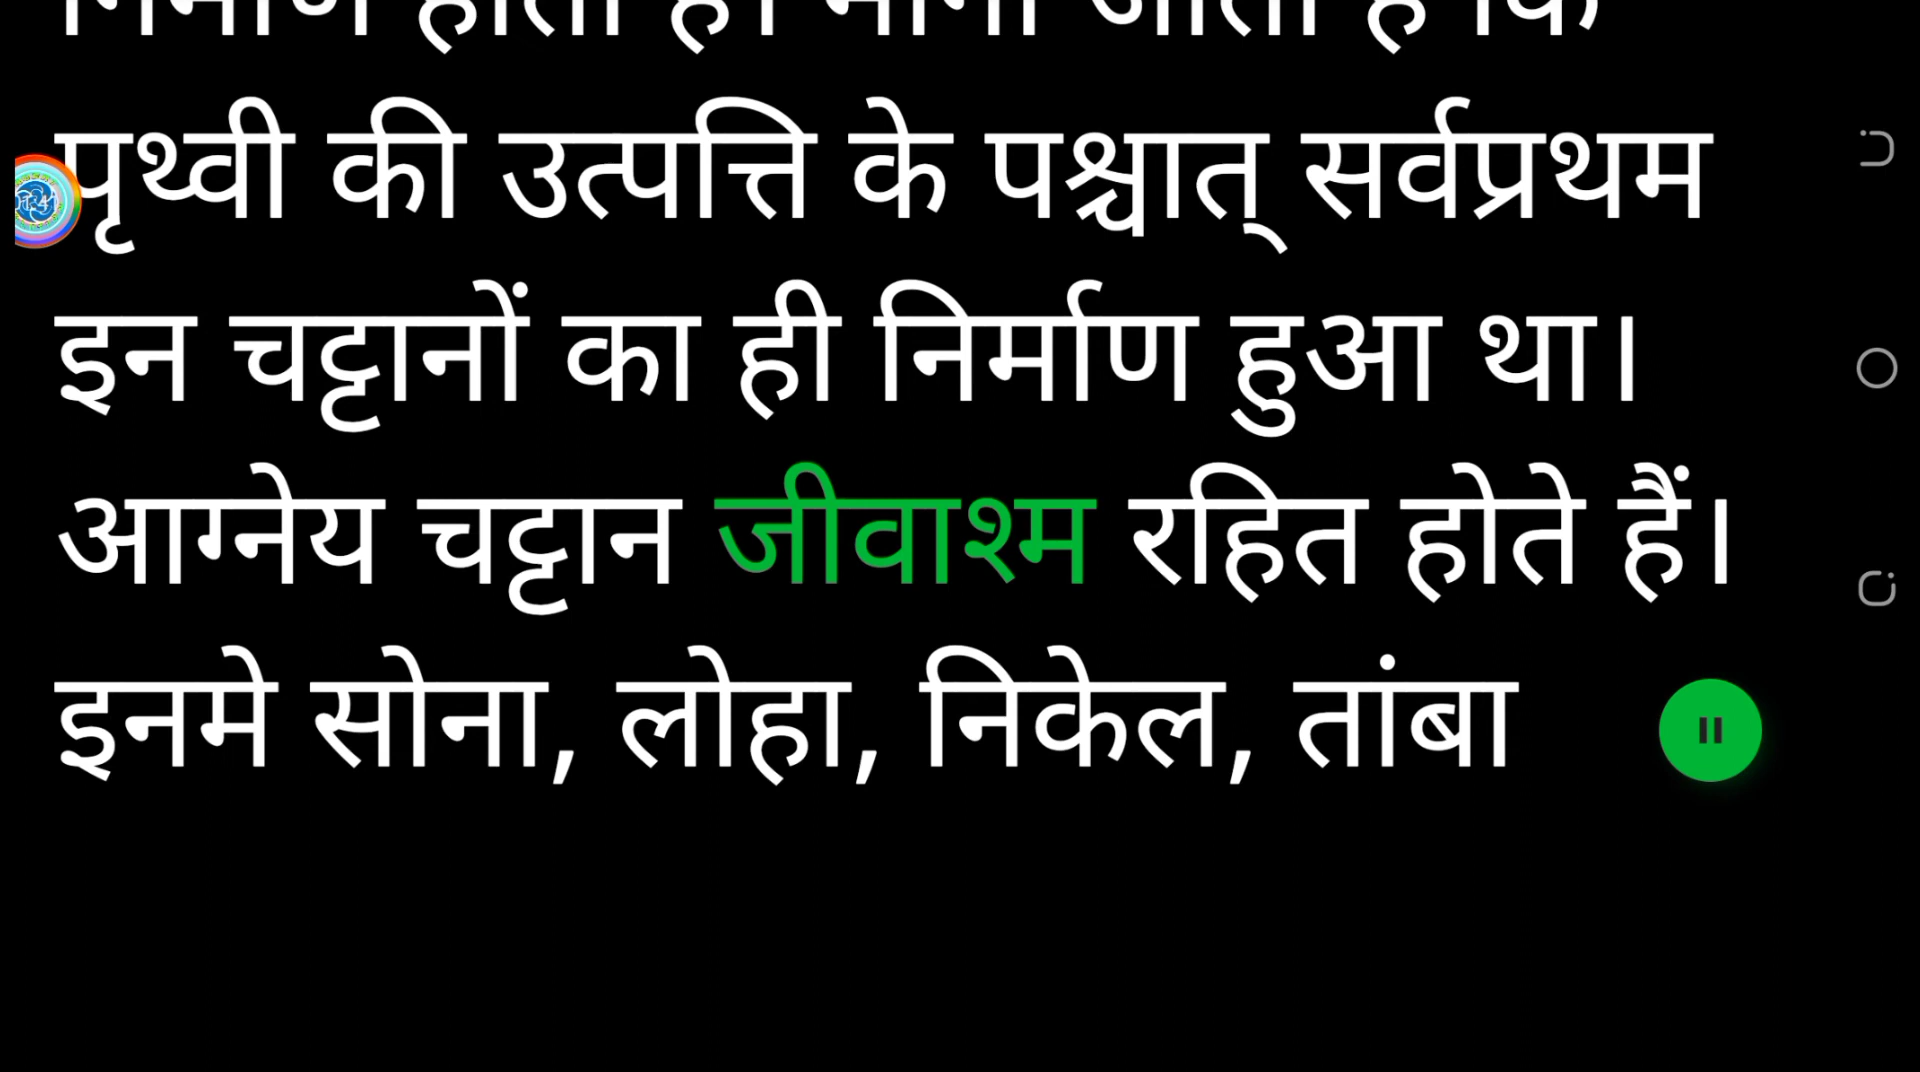 निर्माण होता है। माना जाता है कि
पृथ्वी की उत्पत्ति के पश्चात् सर्वप्रथम
इन चट्टानों का ही निर्माण हुआ था।
आग्नेय चट्टान जीवाश्म रहित होते हैं।
इनमे सोना, लोहा, निकेल, तांबा